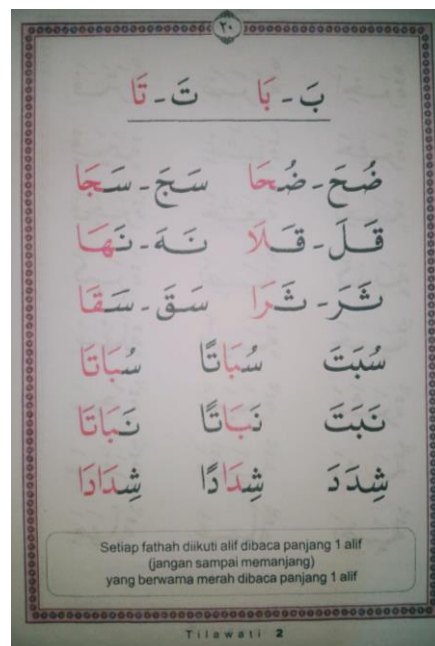 ٢٠
بَ - بَا تَ - تَا
ضُحَ - ضُحَا سَجَ - سَجَا
قَلَ - قَلَا نَهَ - نَهَا
ثَرَ - ثَرَا سَقَ - سَقَا
سُبَتَ سُبَاتًا سُبَاتَا
نَبَتَ نَبَاتًا نَبَاتَا
شِدَدَ شِدَادًا شِدَادَا
Setiap fathah diikuti alif dibaca panjang 1 alif
(jangan sampai memanjang)
yang berwarna merah dibaca panjang 1 alif
Tilawati 2